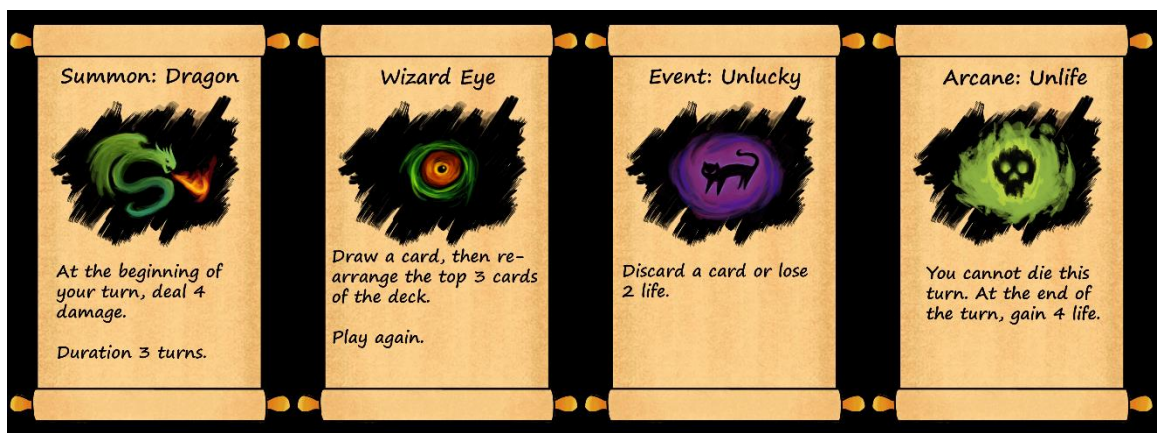 Summon: Dragon
At the beginning of
your turn, deal 4
damage.
Duration 3 turns.
Wizard Eye
Draw a card, then re-
arrange the top 3 cards
of the deck.
Play again.
Event: Unlucky
Discard a card or lose
2 life.
Arcane: Unlife
You cannot die this
turn. At the end of
the turn, gain 4 life.